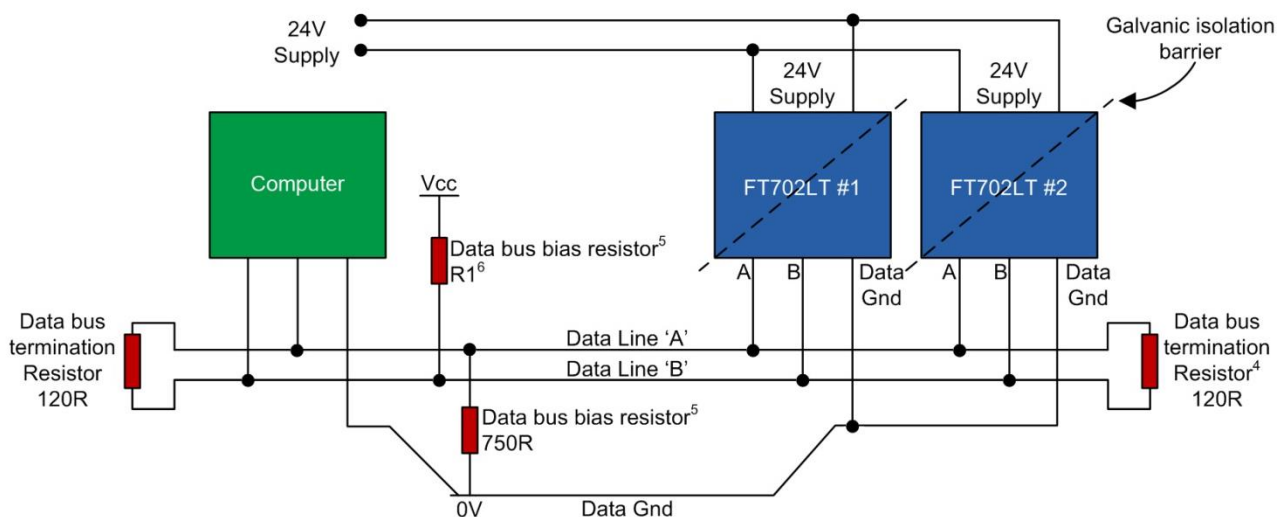 24V
Supply
Galvanic isolation
barrier
24V
Supply
24V
Supply
Computer
FT702LT #1
FT702LT #2
Vcc
Data bus bias resistor⁵
R1⁶
A
B
Data
Gnd
A
B
Data
Gnd
Data bus
termination
Resistor
120R
Data Line ‘A’
Data Line ‘B’
Data bus
termination
Resistor⁴
120R
Data bus bias resistor⁵
750R
0V
Data Gnd